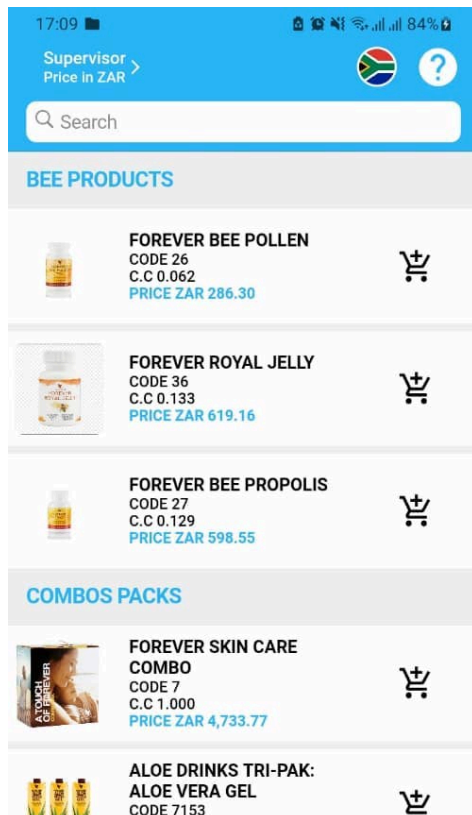 17:09
84%
Supervisor
Price in ZAR
?
Search
BEE PRODUCTS
FOREVER BEE POLLEN
CODE 26
C.C 0.062
PRICE ZAR 286.30
FOREVER ROYAL JELLY
CODE 36
C.C 0.133
PRICE ZAR 619.16
FOREVER BEE PROPOLIS
CODE 27
C.C 0.129
PRICE ZAR 598.55
COMBOS PACKS
A TOUCH
OF FOREVER
FOREVER SKIN CARE
COMBO
CODE 7
C.C 1.000
PRICE ZAR 4,733.77
ALOE DRINKS TRI-PAK:
ALOE VERA GEL
CODE 7153